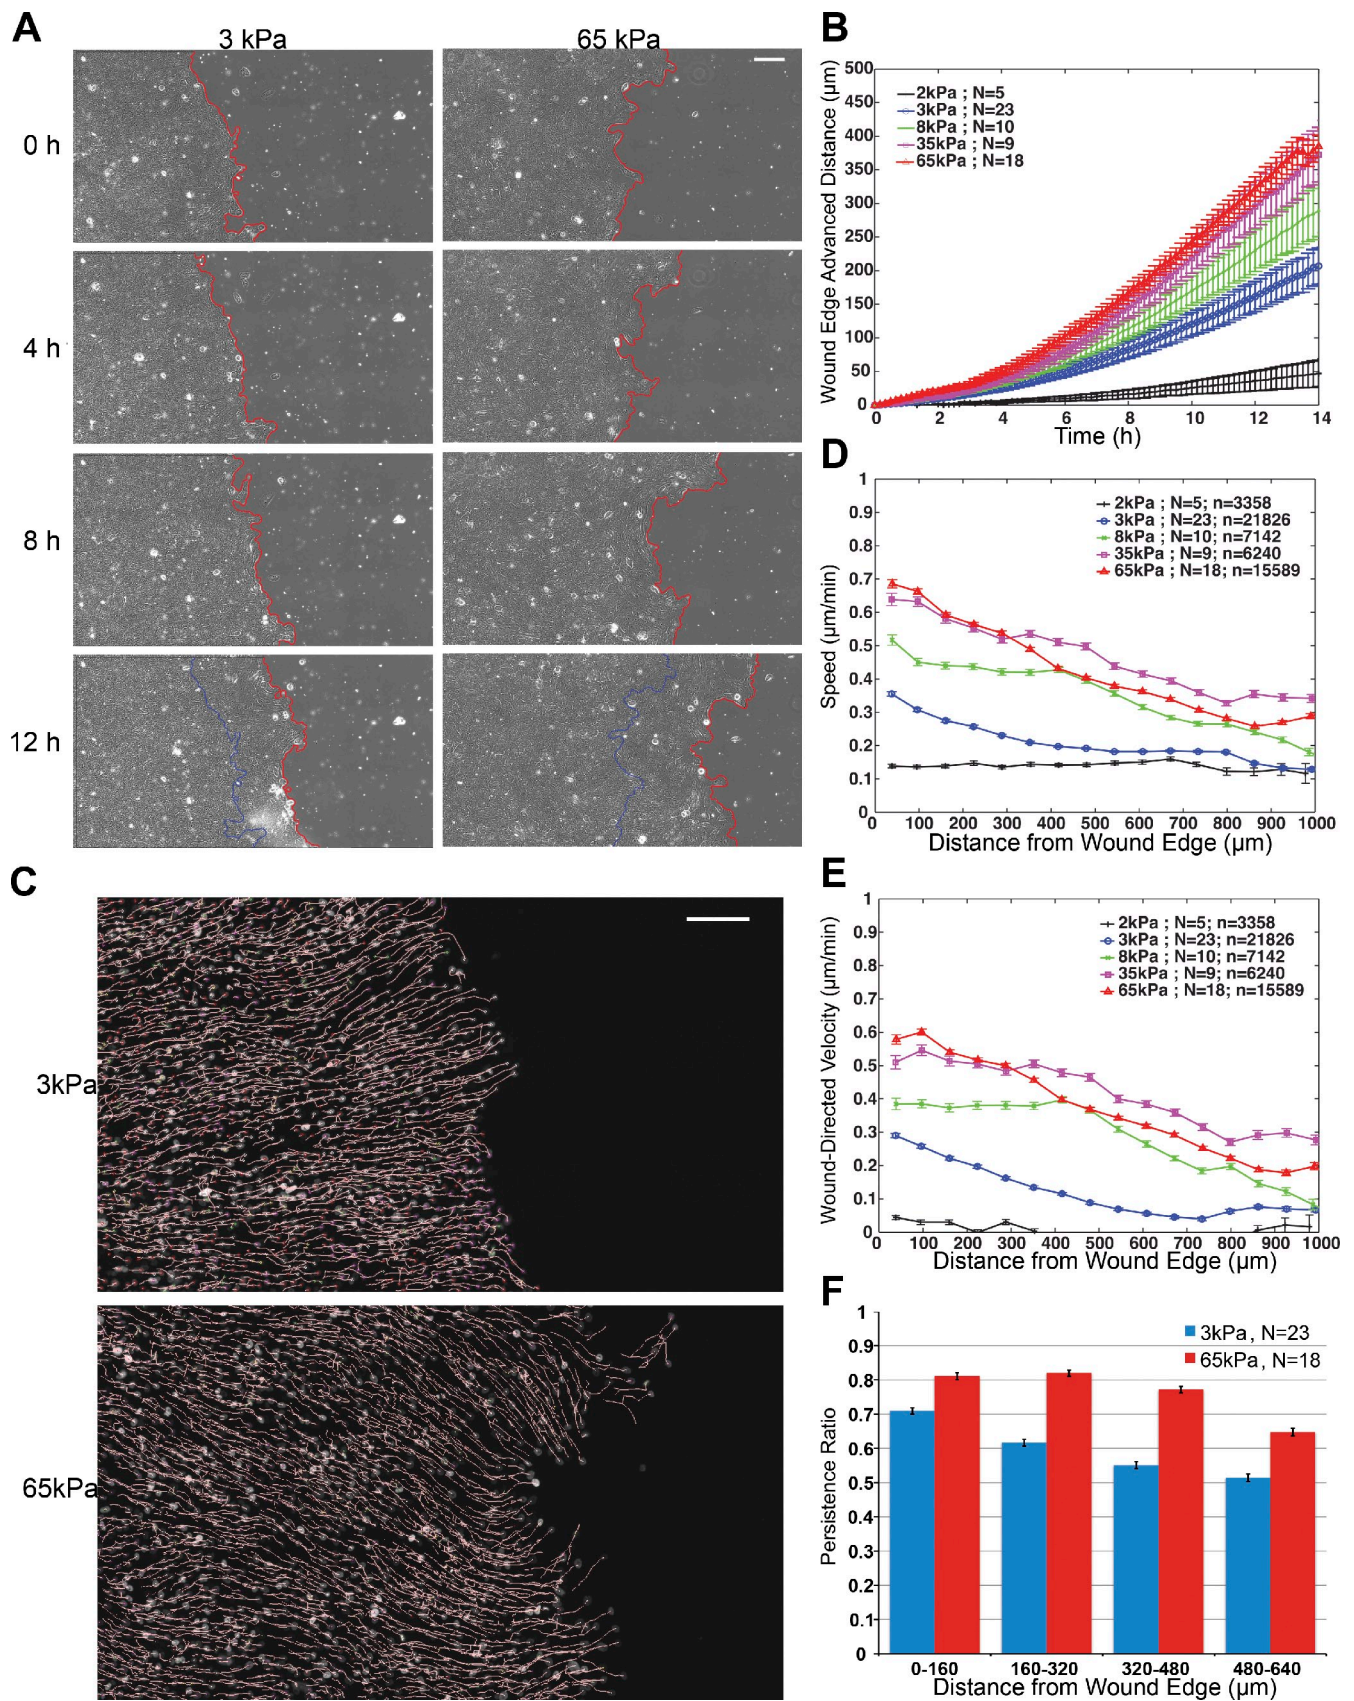 A
3 kPa
65 kPa
0 h
4 h
8 h
12 h
B
Wound Edge Advanced Distance (µm)
500
450
400
350
300
250
200
150
100
50
0
2kPa ; N=5
3kPa ; N=23
8kPa ; N=10
35kPa ; N=9
65kPa ; N=18
0 2 4 6 8 10 12 14
Time (h)
C
3kPa
65kPa
D
Speed (µm/min)
1
0.9
0.8
0.7
0.6
0.5
0.4
0.3
0.2
0.1
0
2kPa ; N=5; n=3358
3kPa ; N=23; n=21826
8kPa ; N=10; n=7142
35kPa ; N=9; n=6240
65kPa ; N=18; n=15589
0 100 200 300 400 500 600 700 800 900 1000
Distance from Wound Edge (µm)
E
Wound-Directed Velocity (µm/min)
1
0.9
0.8
0.7
0.6
0.5
0.4
0.3
0.2
0.1
0
2kPa ; N=5; n=3358
3kPa ; N=23; n=21826
8kPa ; N=10; n=7142
35kPa ; N=9; n=6240
65kPa ; N=18; n=15589
0 100 200 300 400 500 600 700 800 900 1000
Distance from Wound Edge (µm)
F
Persistence Ratio
1
0.9
0.8
0.7
0.6
0.5
0.4
0.3
0.2
0.1
0
3kPa , N=23
65kPa , N=18
0-160 160-320 320-480 480-640
Distance from Wound Edge (µm)